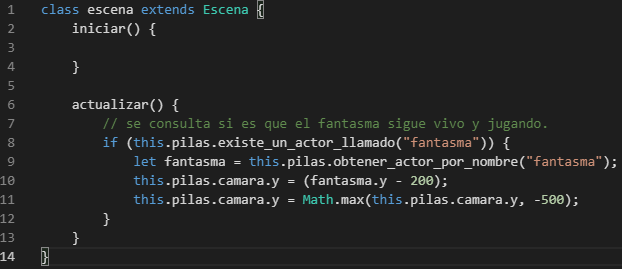 1 class escena extends Escena {
2     iniciar() {
3
4     }
5
6     actualizar() {
7         // se consulta si es que el fantasma sigue vivo y jugando.
8         if (this.pilas.existe_un_actor_llamado("fantasma")) {
9             let fantasma = this.pilas.obtener_actor_por_nombre("fantasma");
10             this.pilas.camara.y = (fantasma.y - 200);
11             this.pilas.camara.y = Math.max(this.pilas.camara.y, -500);
12         }
13     }
14 }